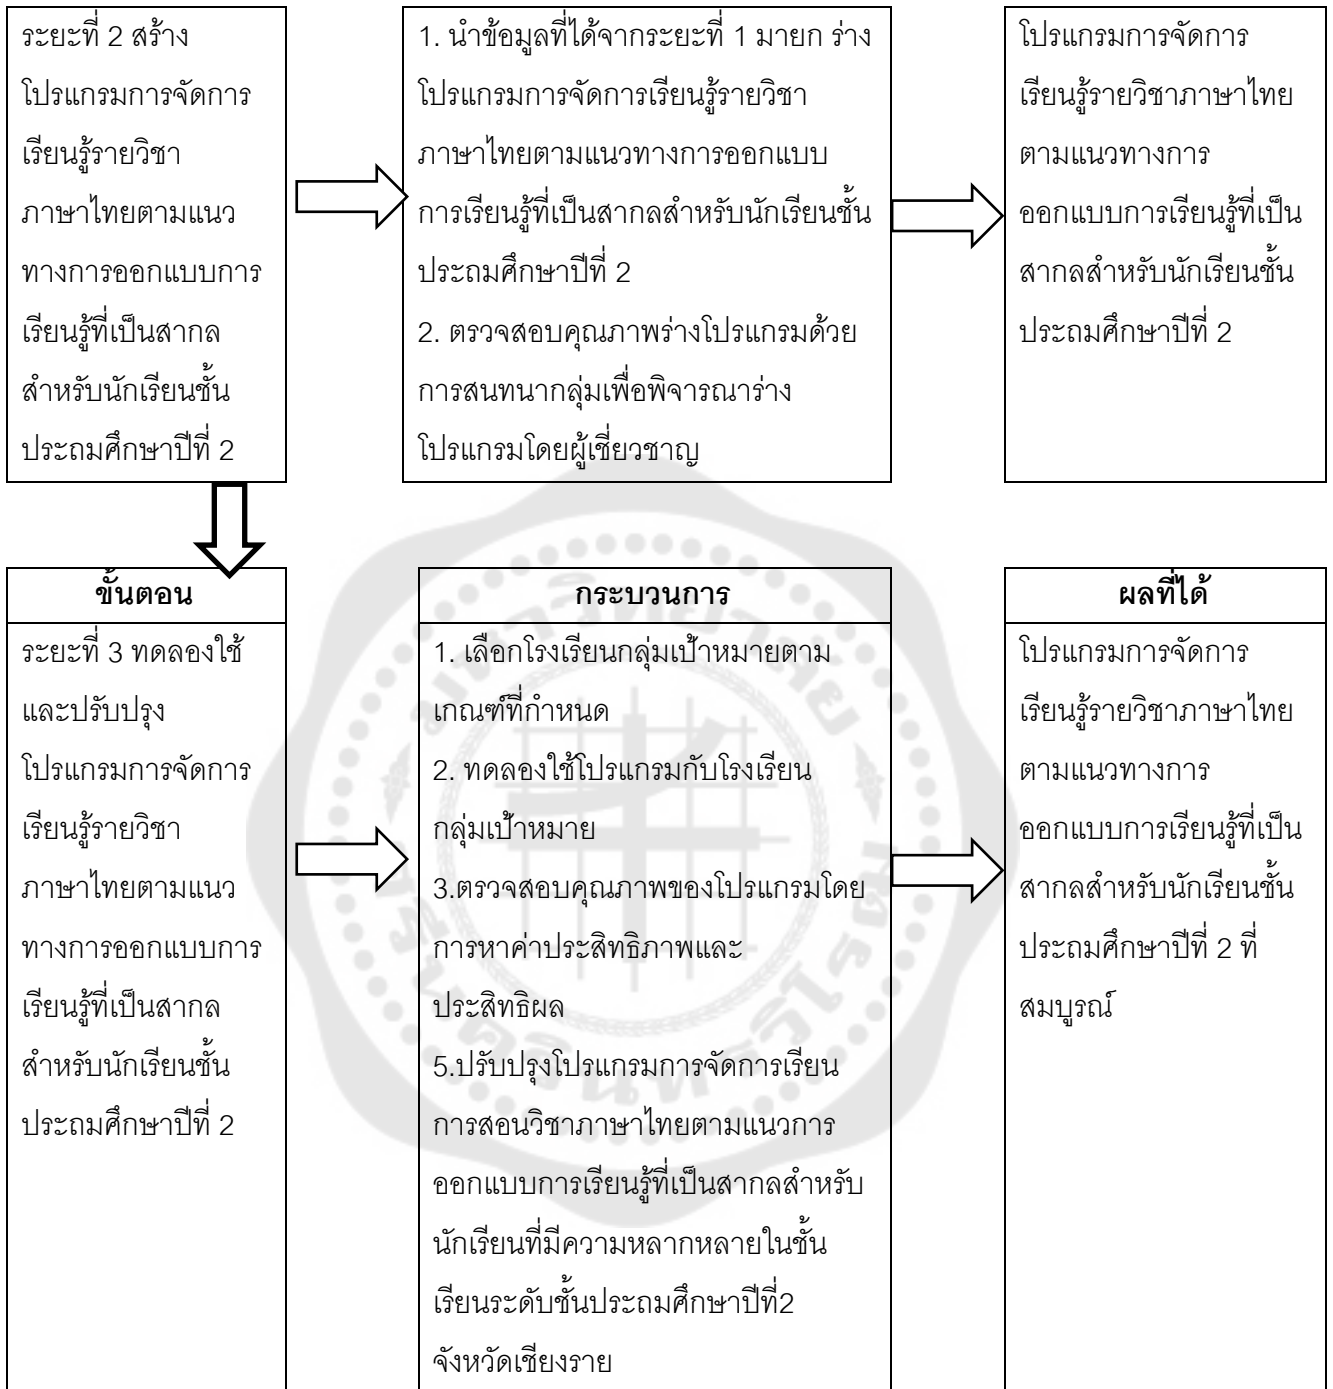 ระยะที่ 2 สร้าง
โปรแกรมการจัดการ
เรียนรู้รายวิชา
ภาษาไทยตามแนว
ทางการออกแบบการ
เรียนรู้ที่เป็นสากล
สำหรับนักเรียนชั้น
ประถมศึกษาปีที่ 2
1. นำข้อมูลที่ได้จากระยะที่ 1 มายก ร่าง
โปรแกรมการจัดการเรียนรู้รายวิชา
ภาษาไทยตามแนวทางการออกแบบ
การเรียนรู้ที่เป็นสากลสำหรับนักเรียนชั้น
ประถมศึกษาปีที่ 2
2. ตรวจสอบคุณภาพร่างโปรแกรมด้วย
การสนทนากลุ่มเพื่อพิจารณาร่าง
โปรแกรมโดยผู้เชี่ยวชาญ
โปรแกรมการจัดการ
เรียนรู้รายวิชาภาษาไทย
ตามแนวทางการ
ออกแบบการเรียนรู้ที่เป็น
สากลสำหรับนักเรียนชั้น
ประถมศึกษาปีที่ 2
ขั้นตอน
ระยะที่ 3 ทดลองใช้
และปรับปรุง
โปรแกรมการจัดการ
เรียนรู้รายวิชา
ภาษาไทยตามแนว
ทางการออกแบบการ
เรียนรู้ที่เป็นสากล
สำหรับนักเรียนชั้น
ประถมศึกษาปีที่ 2
กระบวนการ
1. เลือกโรงเรียนกลุ่มเป้าหมายตาม
เกณฑ์ที่กำหนด
2. ทดลองใช้โปรแกรมกับโรงเรียน
กลุ่มเป้าหมาย
3.ตรวจสอบคุณภาพของโปรแกรมโดย
การหาค่าประสิทธิภาพและ
ประสิทธิผล
5.ปรับปรุงโปรแกรมการจัดการเรียน
การสอนวิชาภาษาไทยตามแนวการ
ออกแบบการเรียนรู้ที่เป็นสากลสำหรับ
นักเรียนที่มีความหลากหลายในชั้น
เรียนระดับชั้นประถมศึกษาปีที่2
จังหวัดเชียงราย
ผลที่ได้
โปรแกรมการจัดการ
เรียนรู้รายวิชาภาษาไทย
ตามแนวทางการ
ออกแบบการเรียนรู้ที่เป็น
สากลสำหรับนักเรียนชั้น
ประถมศึกษาปีที่ 2 ที่
สมบูรณ์
มหาวิทยาลัย
ศรีนครินทรวิโรฒ